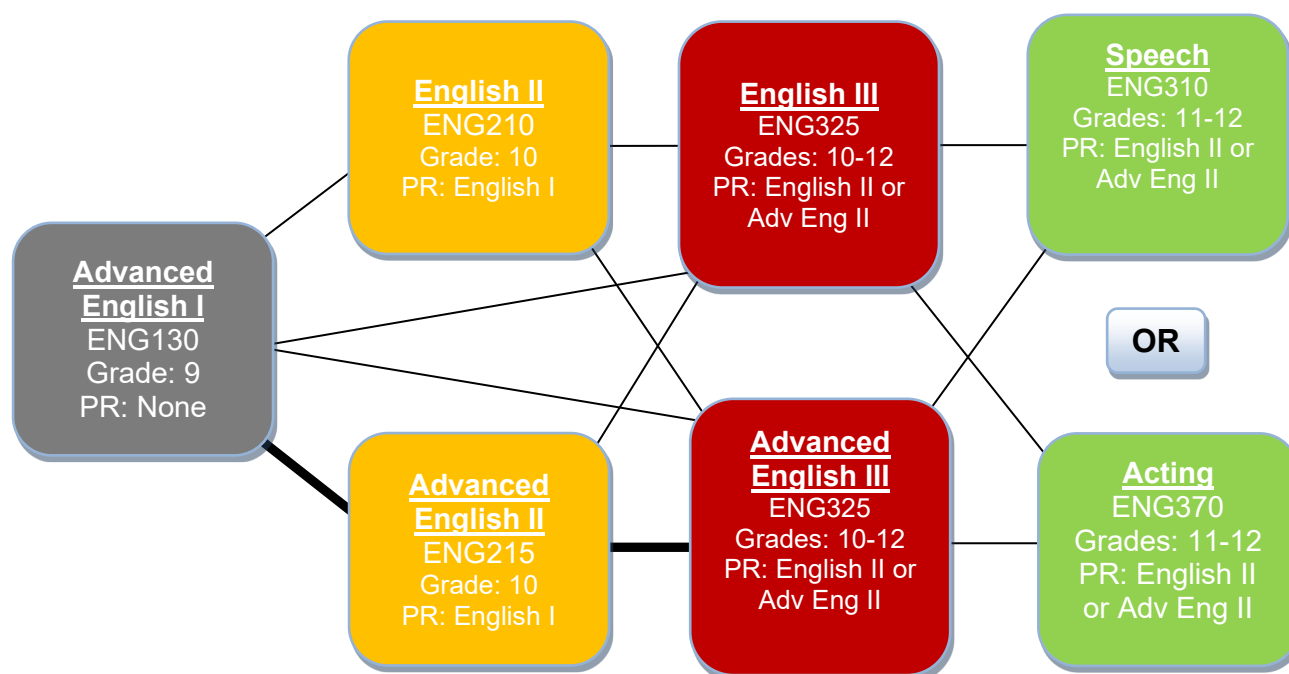 Advanced
English I
ENG130
Grade: 9
PR: None
English II
ENG210
Grade: 10
PR: English I
Advanced
English II
ENG215
Grade: 10
PR: English I
English III
ENG325
Grades: 10-12
PR: English II or
Adv Eng II
Advanced
English III
ENG325
Grades: 10-12
PR: English II or
Adv Eng II
Speech
ENG310
Grades: 11-12
PR: English II or
Adv Eng II
OR
Acting
ENG370
Grades: 11-12
PR: English II
or Adv Eng II